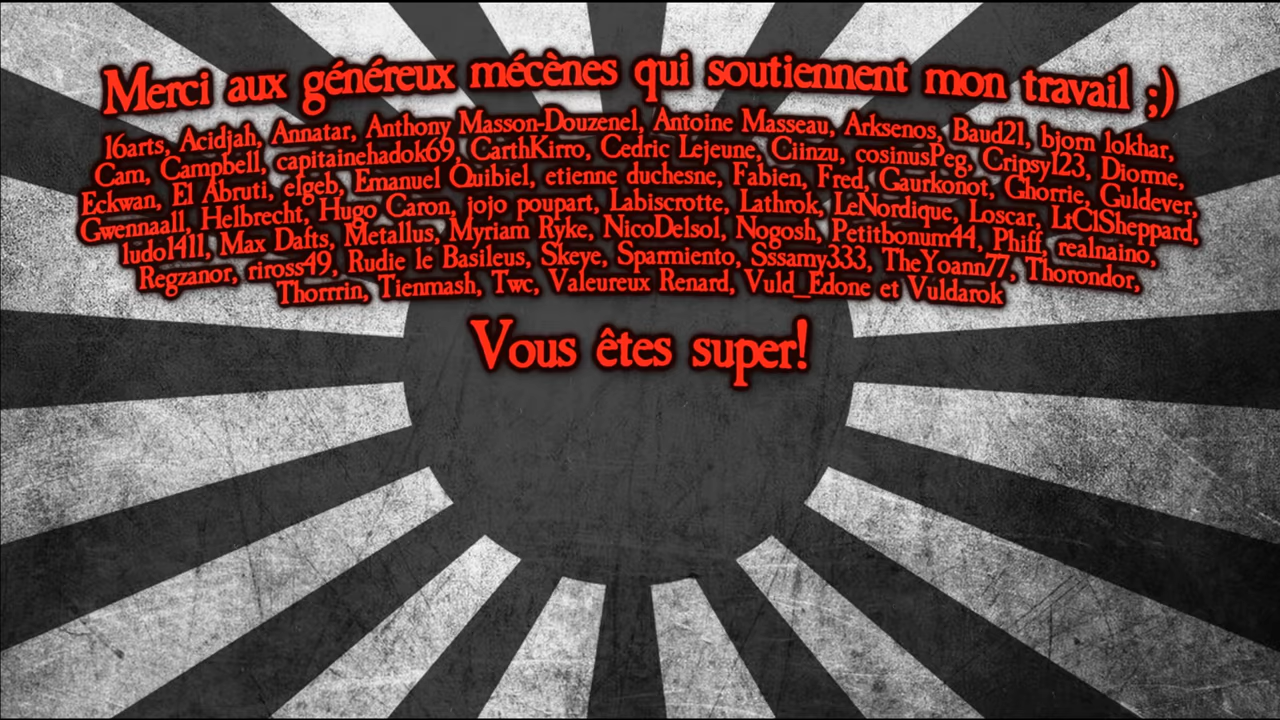 Merci aux généreux mécènes qui soutiennent mon travail ;)
16arts, Acidjah, Annatar, Anthony Masson-Douzenel, Antoine Masseau, Arksenos, Baud21, bjorn lokhar,
Cam, Campbell, capitainehadok69, CarthKirro, Cedric Lejeune, Ciinzu, cosinusPeg, Cripsy123, Diorme,
Eckwan, El Abruti, elgeb, Emanuel Quibiel, etienne duchesne, Fabien, Fred, Gaurkonot, Ghorrie, Guldever,
Gwennaall, Helbrecht, Hugo Caron, jojo poupart, Labiscrotte, Lathrok, LeNordique, Loscar, LtClSheppard,
ludo1411, Max Dafts, Metallus, Myriam Ryke, NicoDelsol, Nogosh, Petitbonum44, Phiff, realnaino,
Regzanor, riross49, Rudie le Basileus, Skeye, Sparmiento, Sssamy333, TheYoann77, Thorondor,
Thorrrin, Tienmash, Twc, Valeureux Renard, Vuld_Edone et Vuldarok
Vous êtes super!